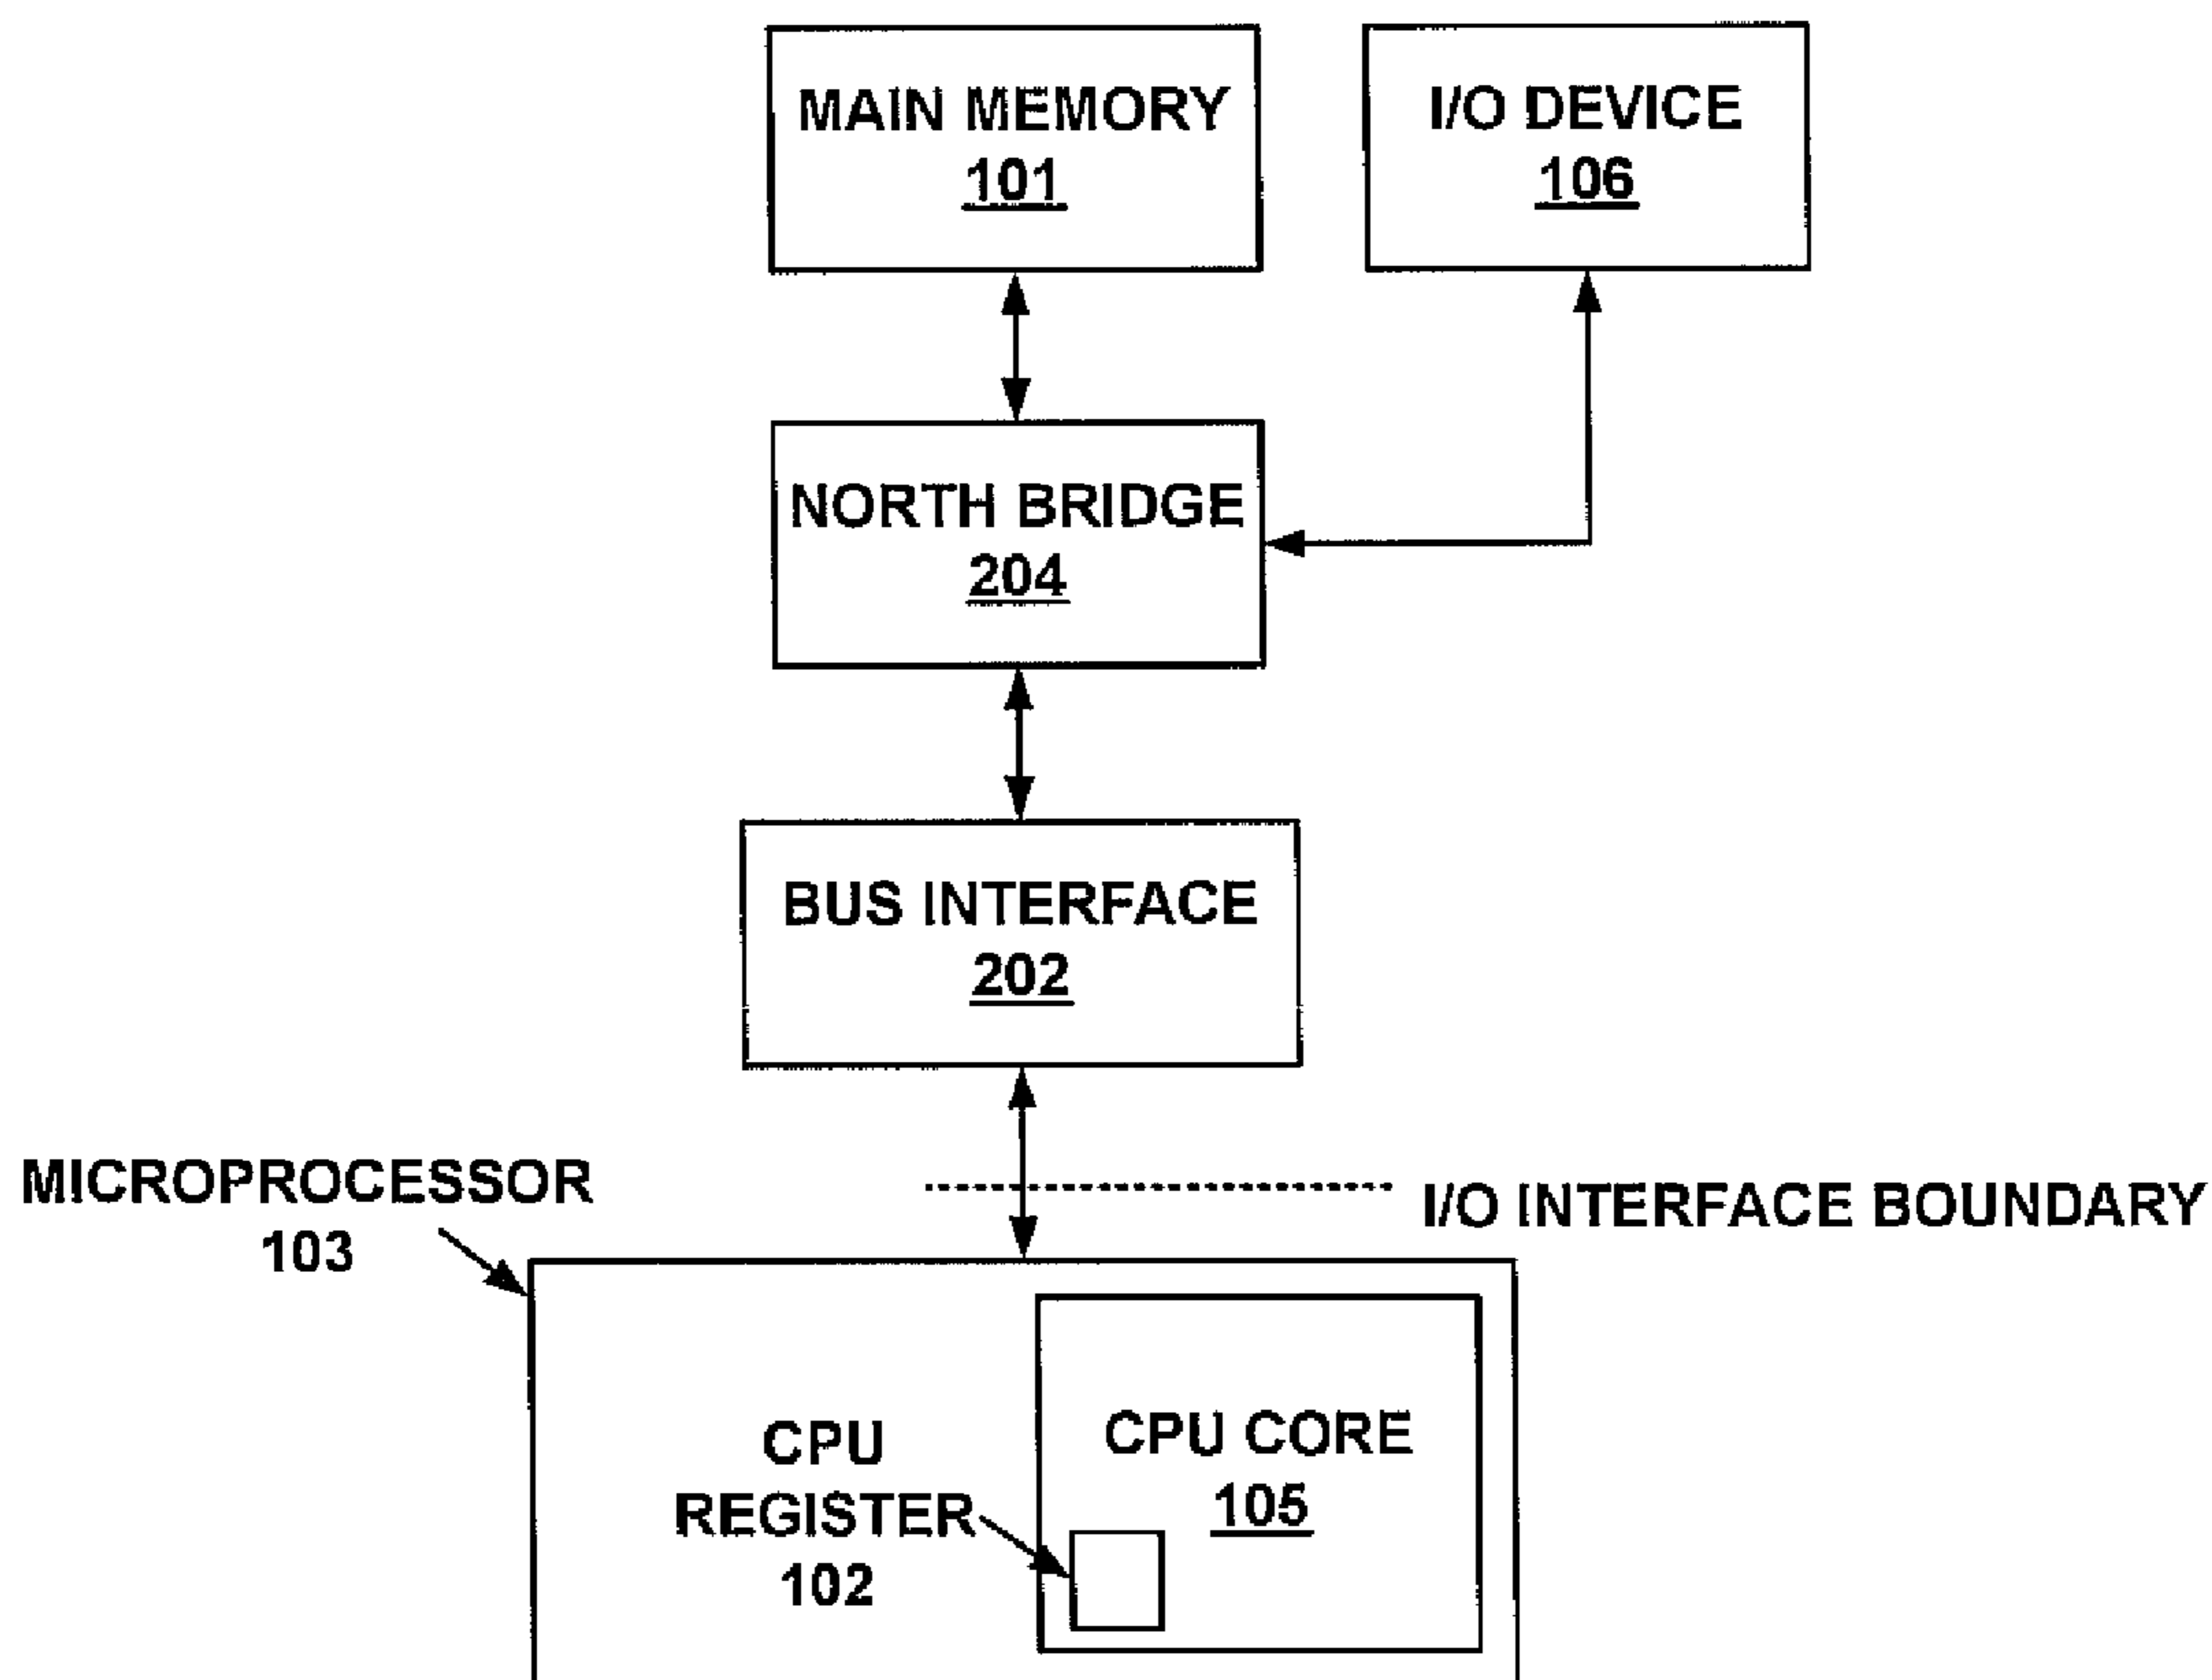 MAIN MEMORY
101
I/O DEVICE
106
NORTH BRIDGE
204
BUS INTERFACE
202
MICROPROCESSOR
103
I/O INTERFACE BOUNDARY
CPU
REGISTER
102
CPU CORE
105